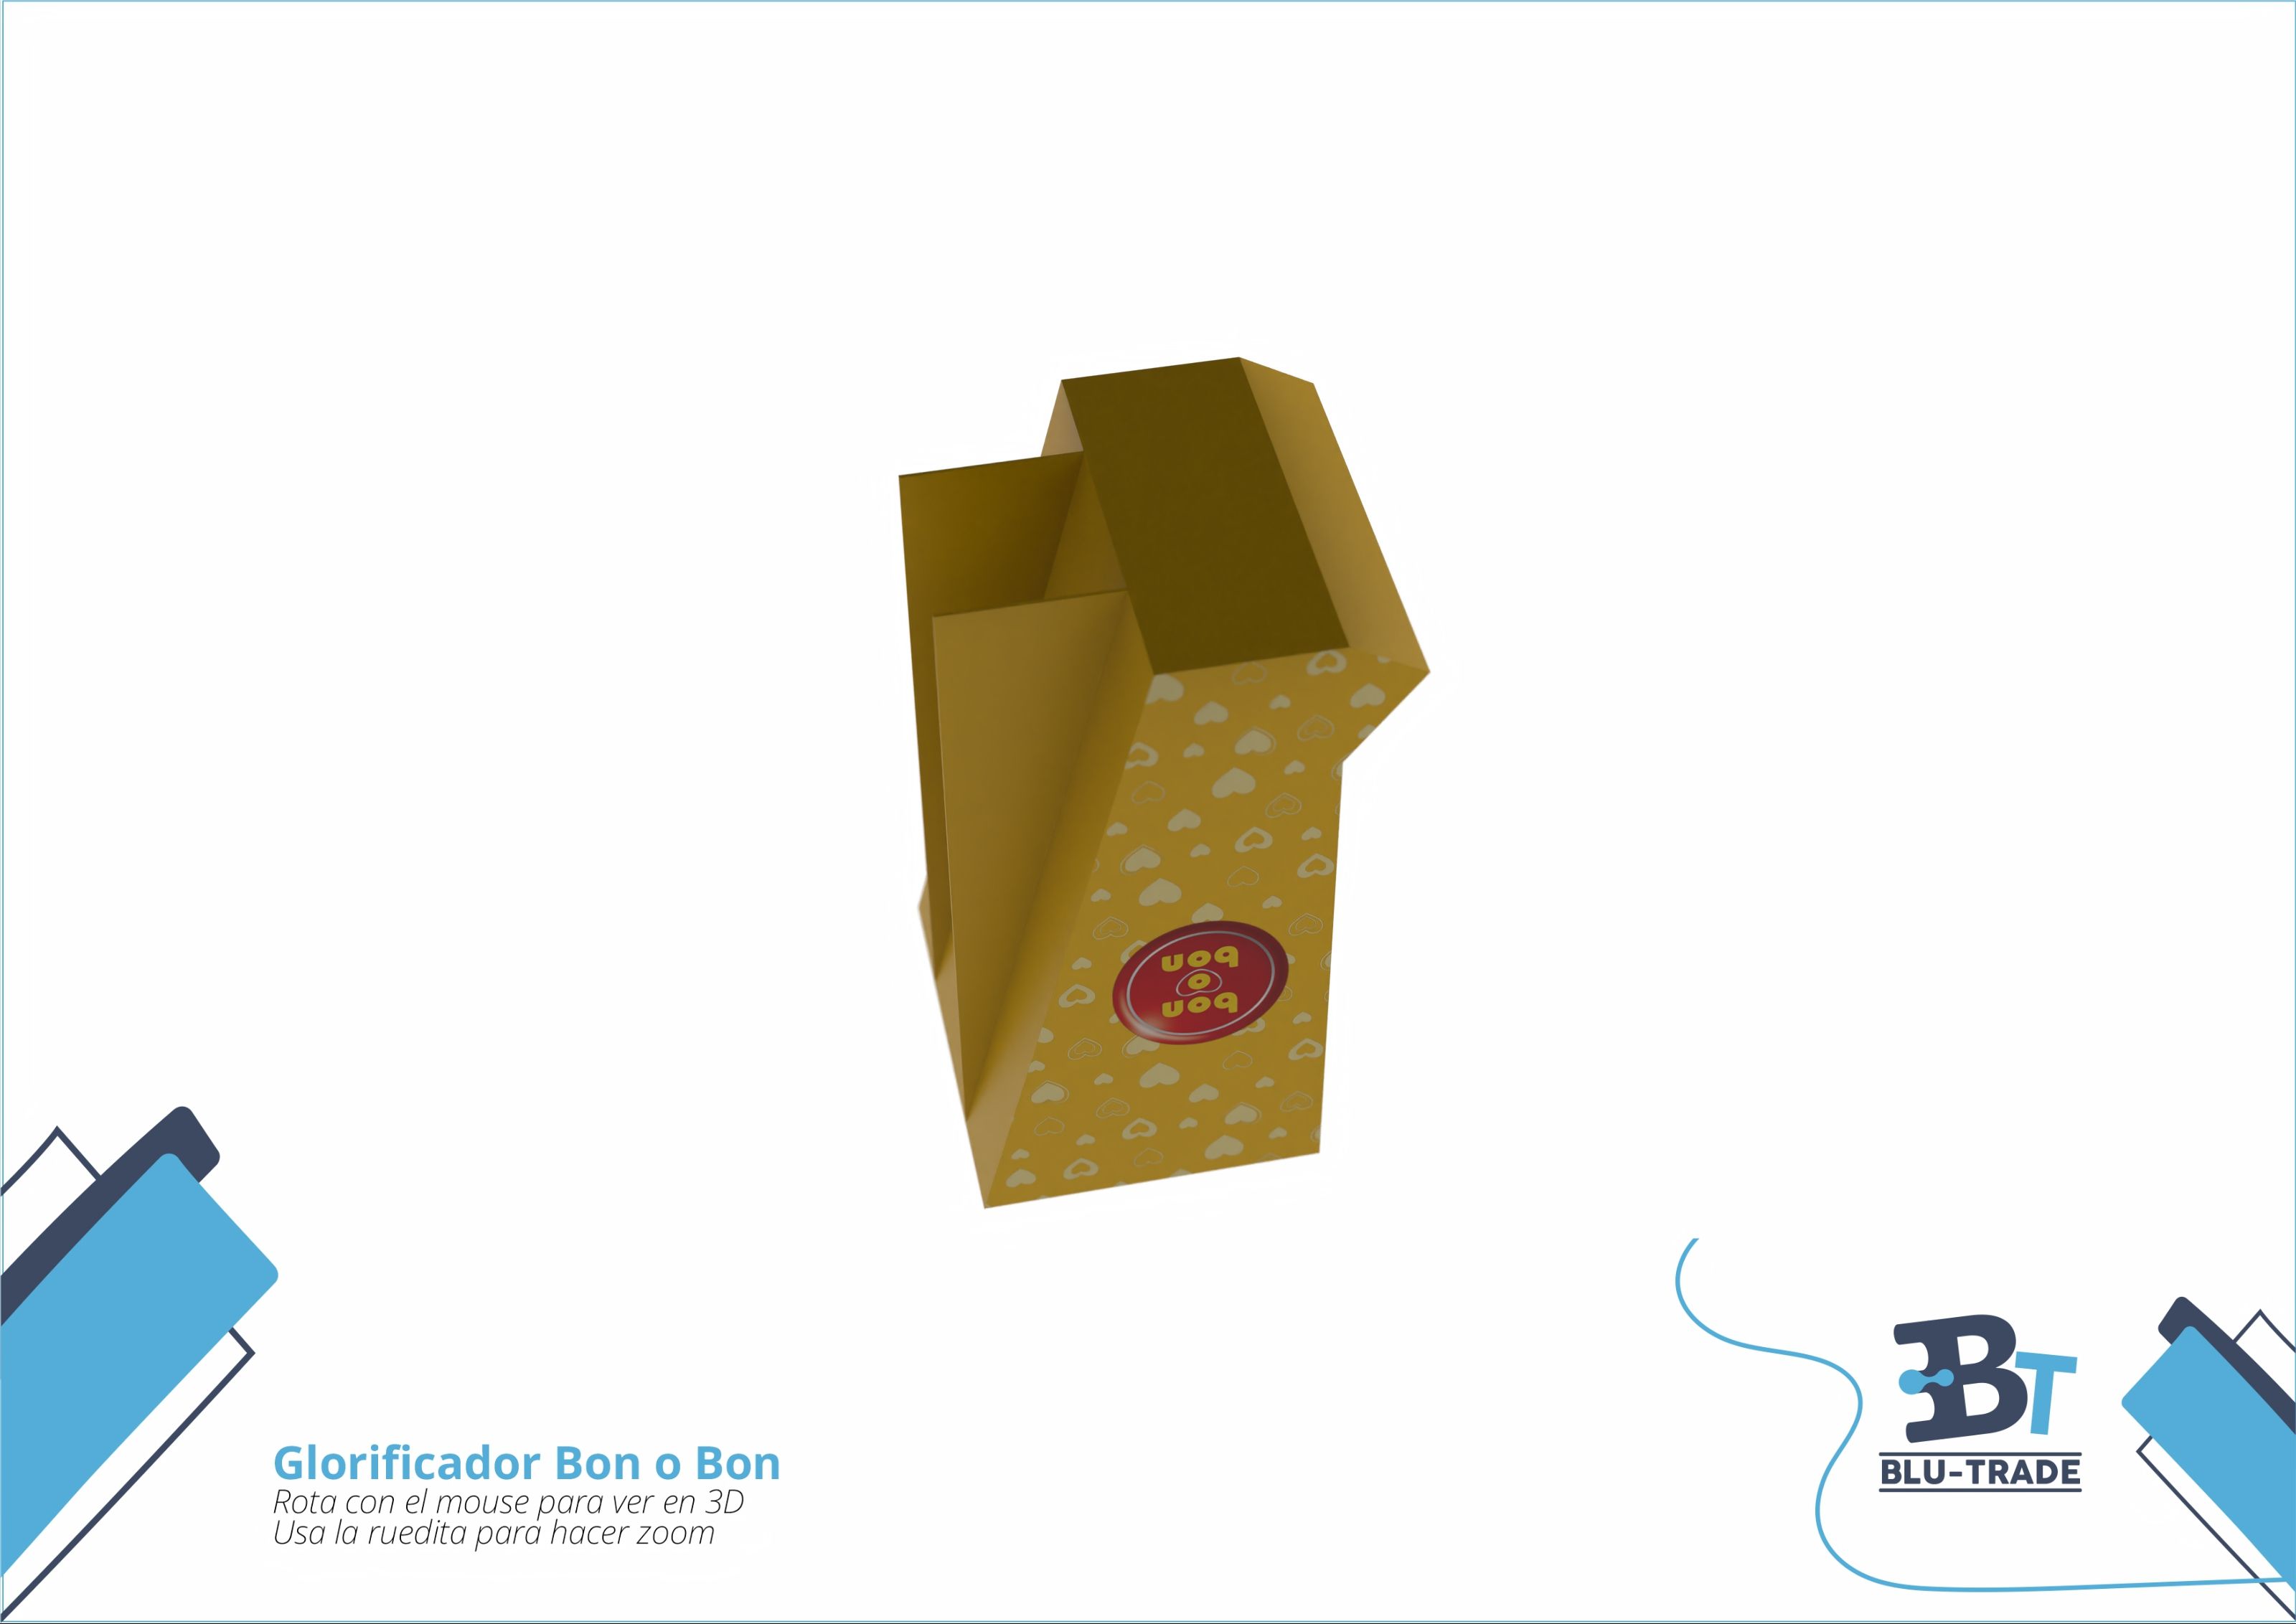 bon
o
bon
Glorificador Bon o Bon
Rota con el mouse para ver en 3D
Usa la ruedita para hacer zoom
BT
BLU-TRADE